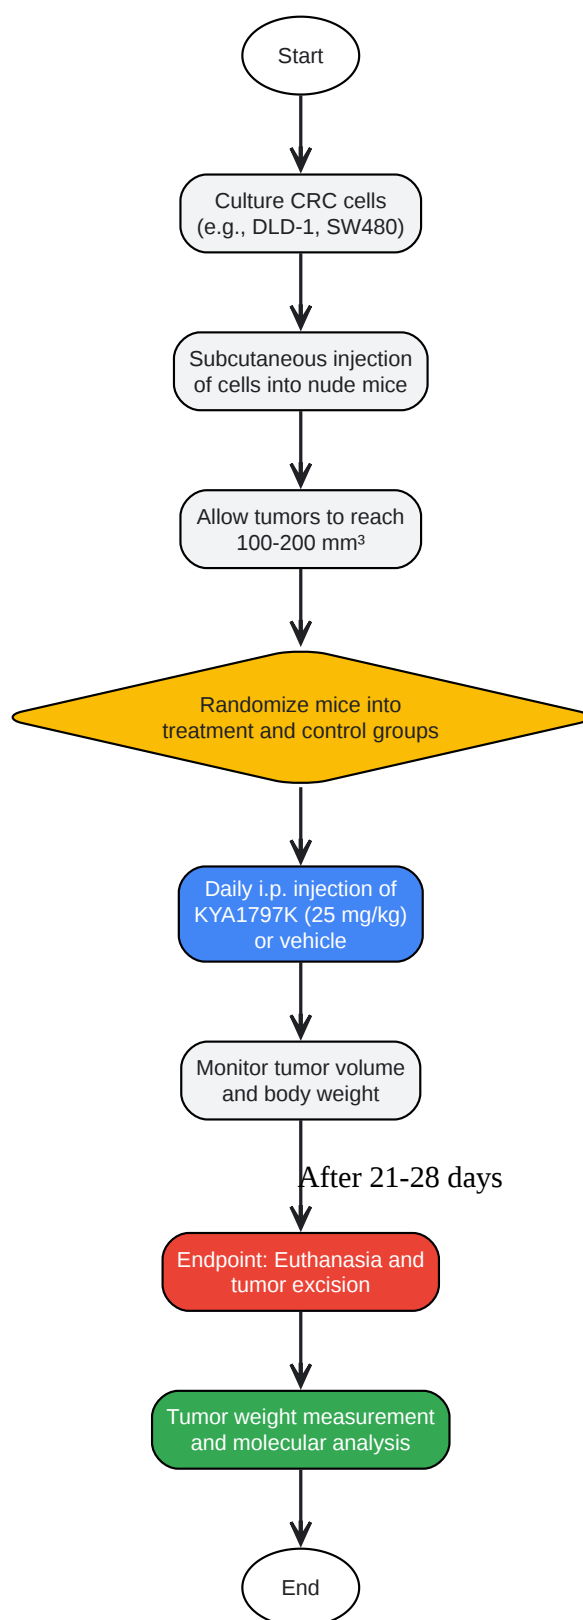 Start
Culture CRC cells
(e.g., DLD-1, SW480)
Subcutaneous injection
of cells into nude mice
Allow tumors to reach
100-200 mm³
Randomize mice into
treatment and control groups
Daily i.p. injection of
KYA1797K (25 mg/kg)
or vehicle
Monitor tumor volume
and body weight
After 21-28 days
Endpoint: Euthanasia and
tumor excision
Tumor weight measurement
and molecular analysis
End